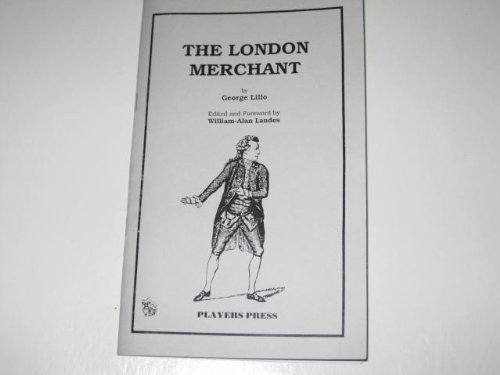 THE LONDON
MERCHANT
by
George Lillo
Edited and Foreword by
William-Alan Landes
PLAYERS PRESS